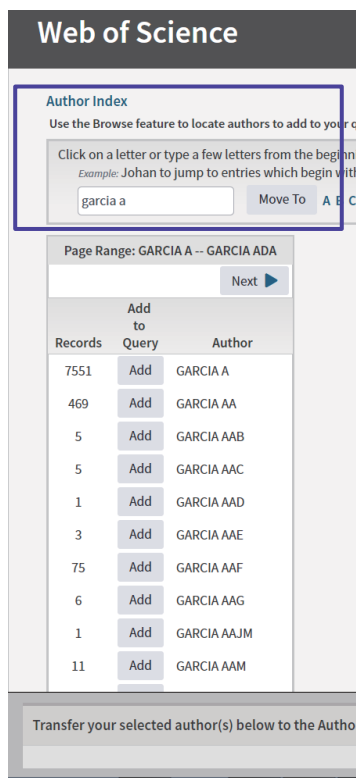 Web of Science
Author Index
Use the Browse feature to locate authors to add to your
Click on a letter or type a few letters from the
Example: Johan to jump to entries which begin
garcia a Move To A B C
Page Range: GARCIA A -- GARCIA ADA
Next
Add
to
Records Query Author
7551 Add GARCIA A
469 Add GARCIA AA
5 Add GARCIA AAB
5 Add GARCIA AAC
1 Add GARCIA AAD
3 Add GARCIA AAE
75 Add GARCIA AAF
6 Add GARCIA AAG
1 Add GARCIA AAJM
11 Add GARCIA AAM
Transfer your selected author(s) below to the